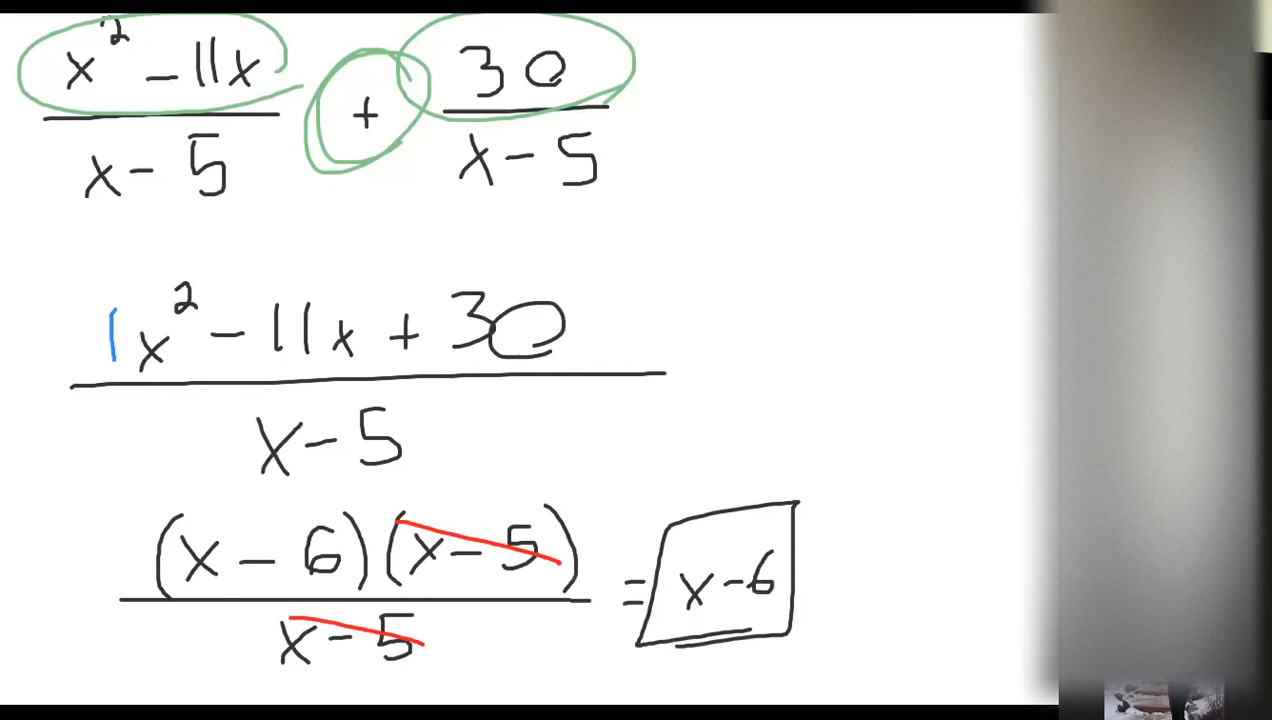 x² - 11x + 30
x - 5 x - 5
1x² - 11x + 30
x - 5
(x - 6)(x - 5) = x - 6
x - 5